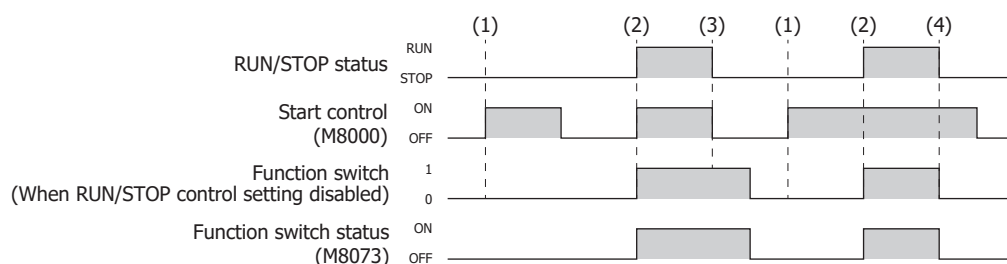 (1) (2) (3) (1) (2) (4)
RUN/STOP status
RUN
STOP
Start control
(M8000)
ON
OFF
Function switch
(When RUN/STOP control setting disabled)
1
0
Function switch status
(M8073)
ON
OFF